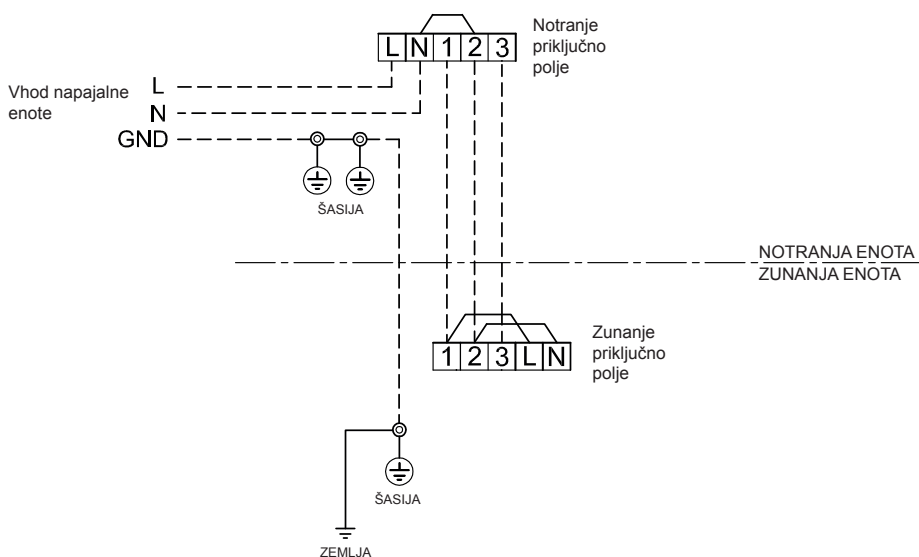 Notranje
priključno
polje
L N 1 2 3
Vhod napajalne
enote
L
N
GND
ŠASIJA
NOTRANJA ENOTA
ZUNANJA ENOTA
Zunanje
priključno
polje
1 2 3 L N
ŠASIJA
ZEMLJA